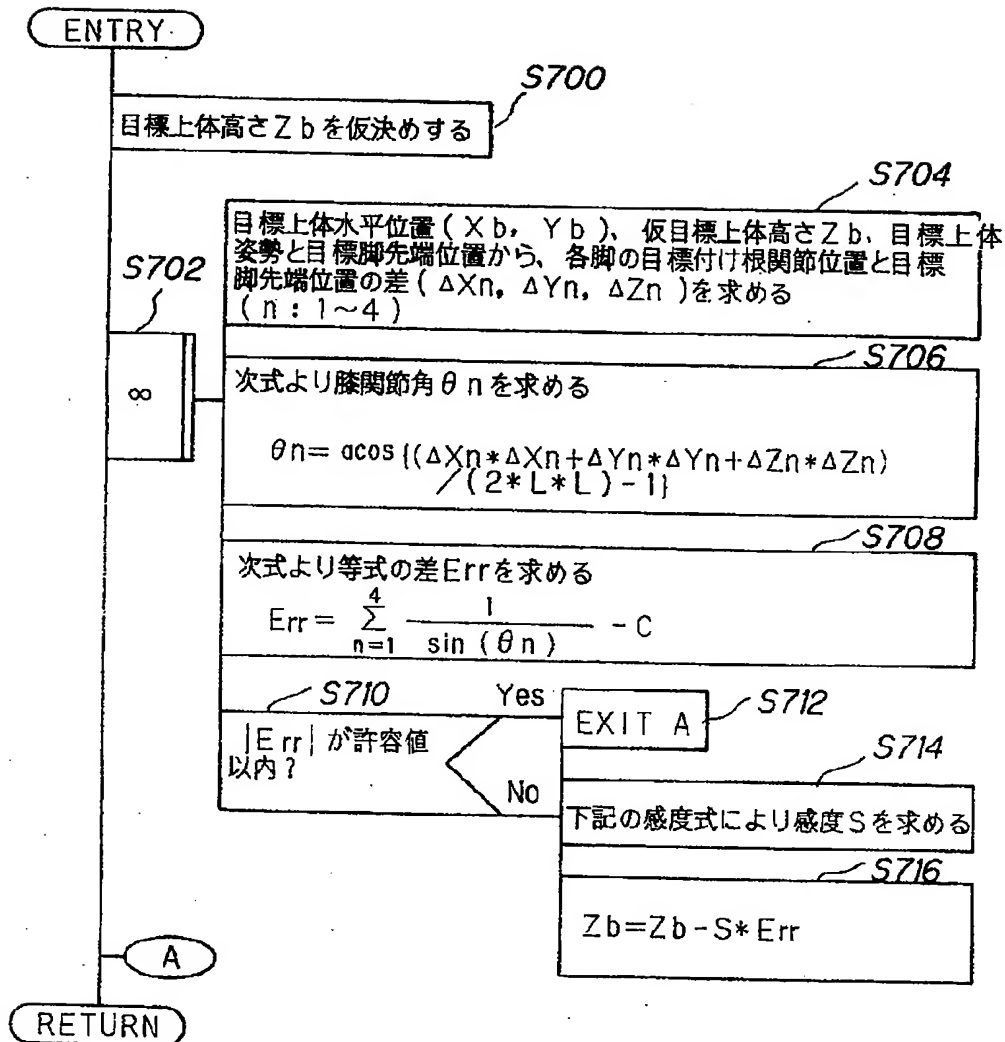 ENTRY
S700
目標上体高さZbを仮決めする
S704
目標上体水平位置(Xb, Yb)、仮目標上体高さZb、目標上体
姿勢と目標脚先端位置から、各脚の目標付け根関節位置と目標
脚先端位置の差(ΔXn, ΔYn, ΔZn)を求める
(n:1~4)
S702
∞
S706
次式より膝関節角θnを求める
θn= acos{(ΔXn*ΔXn+ΔYn*ΔYn+ΔZn*ΔZn)
/(2*L*L)-1}
S708
次式より等式の差Errを求める
Err= 4Σn=1 1/sin(θn) -C
S710
|Err|が許容値
以内?
Yes
EXIT A
S712
No
S714
下記の感度式により感度Sを求める
S716
Zb=Zb-S*Err
A
RETURN